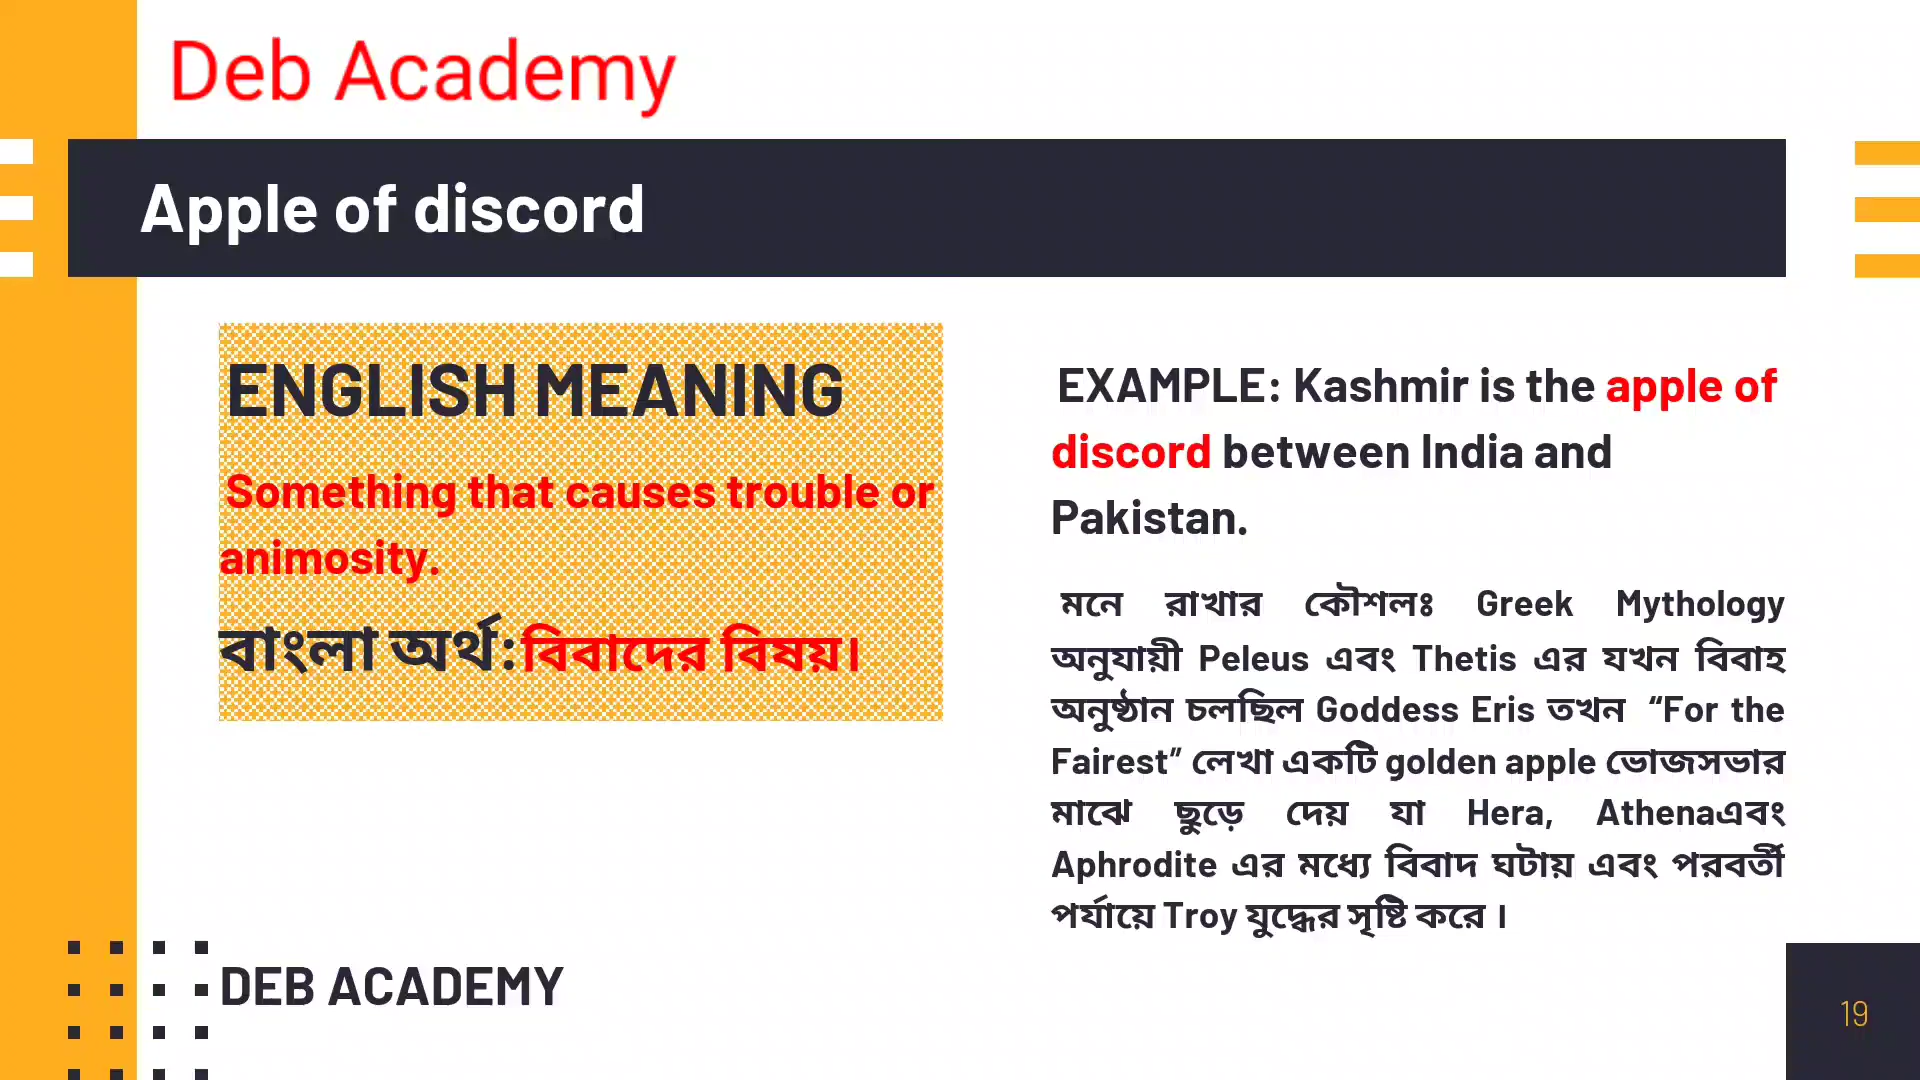 Deb Academy
Apple of discord
ENGLISH MEANING
Something that causes trouble or
animosity.
বাংলা অর্থ:বিবাদের বিষয়।
EXAMPLE: Kashmir is the apple of
discord between India and
Pakistan.
মনে রাখার কৌশলঃ Greek Mythology
অনুযায়ী Peleus এবং Thetis এর যখন বিবাহ
অনুষ্ঠান চলছিল Goddess Eris তখন “For the
Fairest” লেখা একটি golden apple ভোজসভার
মাঝে ছুড়ে দেয় যা Hera, Athenaএবং
Aphrodite এর মধ্যে বিবাদ ঘটায় এবং পরবর্তী
পর্যায়ে Troy যুদ্ধের সৃষ্টি করে ।
DEB ACADEMY
19